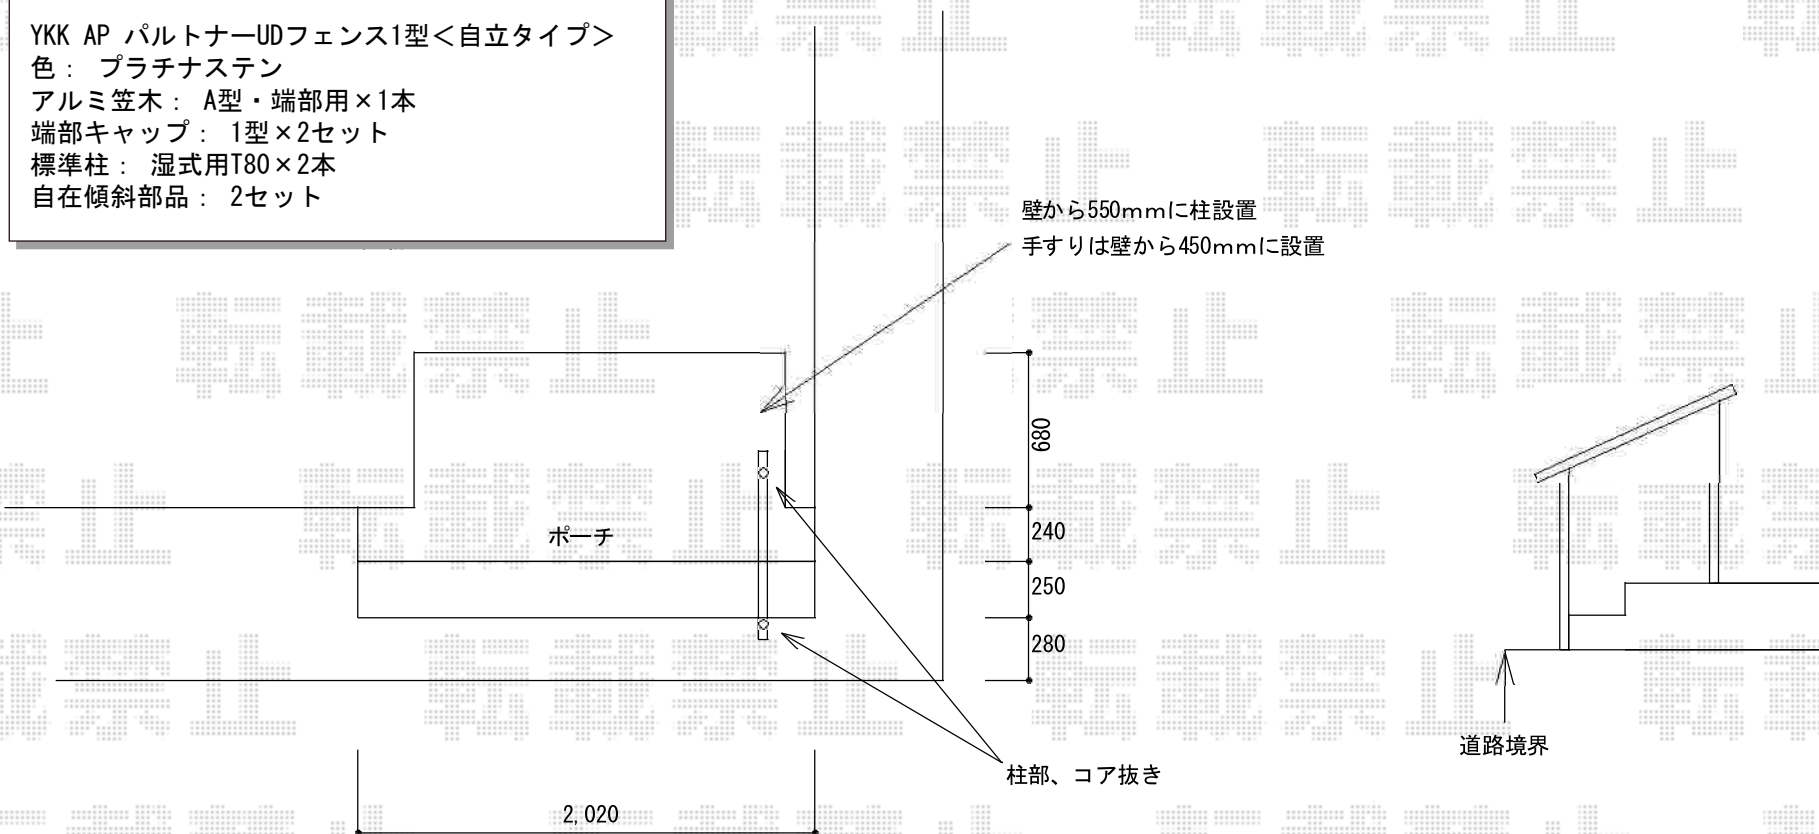 YKK AP パルトナーUDフェンス1型＜自立タイプ＞
色： プラチナステン
アルミ笠木： A型・端部用×1本
端部キャップ： 1型×2セット
標準柱： 湿式用T80×2本
自在傾斜部品： 2セット
壁から550mmに柱設置
手すりは壁から450mmに設置
680
240
250
280
ポーチ
道路境界
柱部、コア抜き
2,020
転載禁止